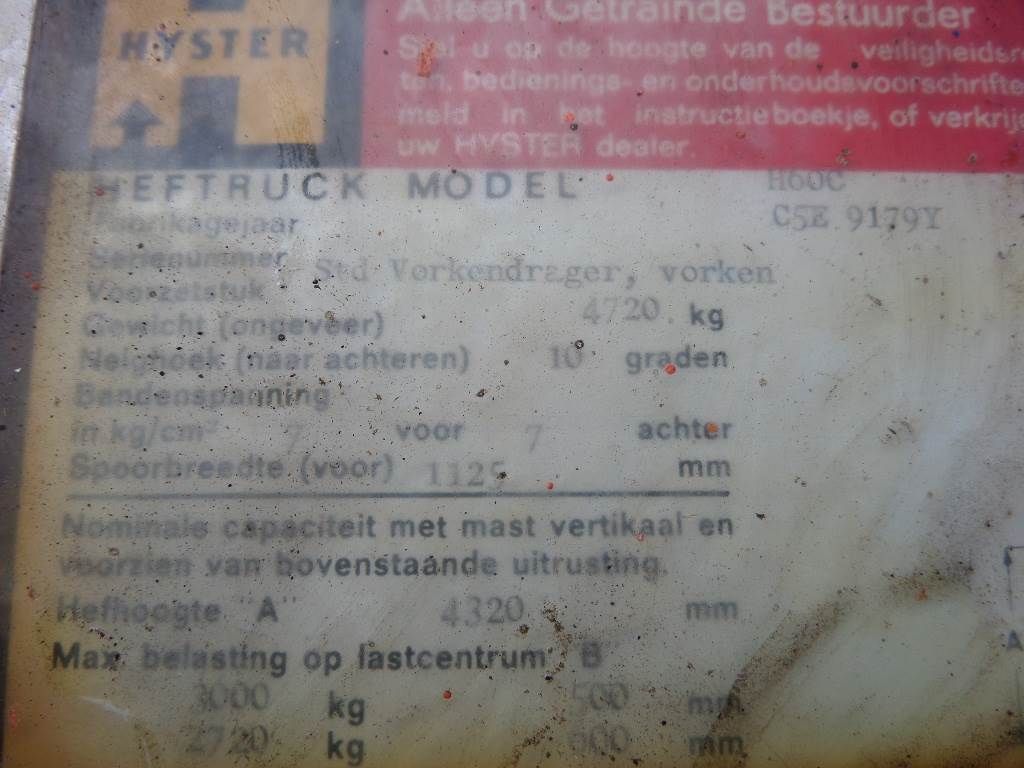 HYSTER
Alleen Getrainde Bestuurder
Stel u op de hoogte van de veiligheidsre
ten, bedienings- en onderhoudsvoorschrifte
meld in het instructieboekje, of verkrij
uw HYSTER dealer.
HEFTRUCK MODEL H60C
Fabrikagejaar C5E 9179Y
Serienummer
Voorzetstuk Std Vorkendrager, vorken
Gewicht (ongeveer) 4720 kg
Neighoek (naar achteren) 10 graden
Bandenspanning
in kg/cm² 7 voor 7 achter
Spoorbreedte (voor) 1125 mm
Nominale capaciteit met mast vertikaal en
voorzien van bovenstaande uitrusting.
Hefhoogte "A" 4320 mm
Max. belasting op lastcentrum "B"
3000 kg 500 mm
2720 kg 600 mm
A